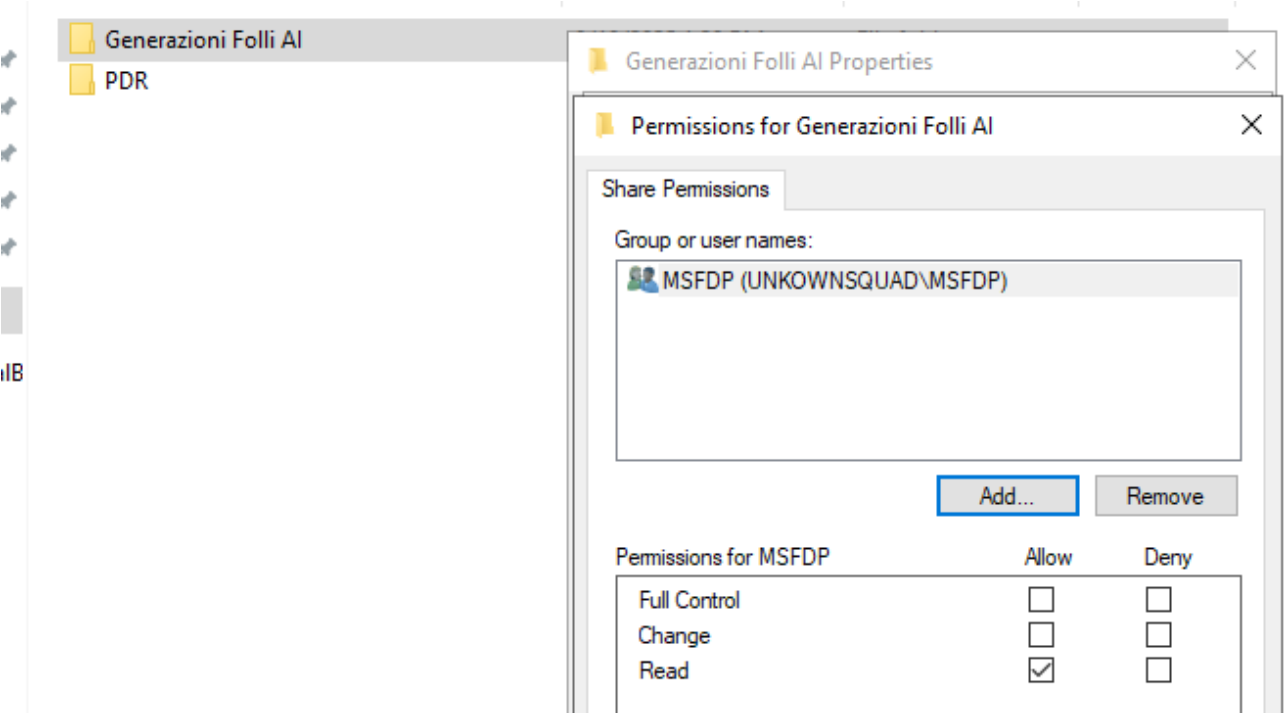 Generazioni Folli AI
PDR
Generazioni Folli AI Properties
Permissions for Generazioni Folli AI
Share Permissions
Group or user names:
MSFDP (UNKOWNSQUAD\MSFDP)
Add...
Remove
Permissions for MSFDP Allow Deny
Full Control
Change
Read